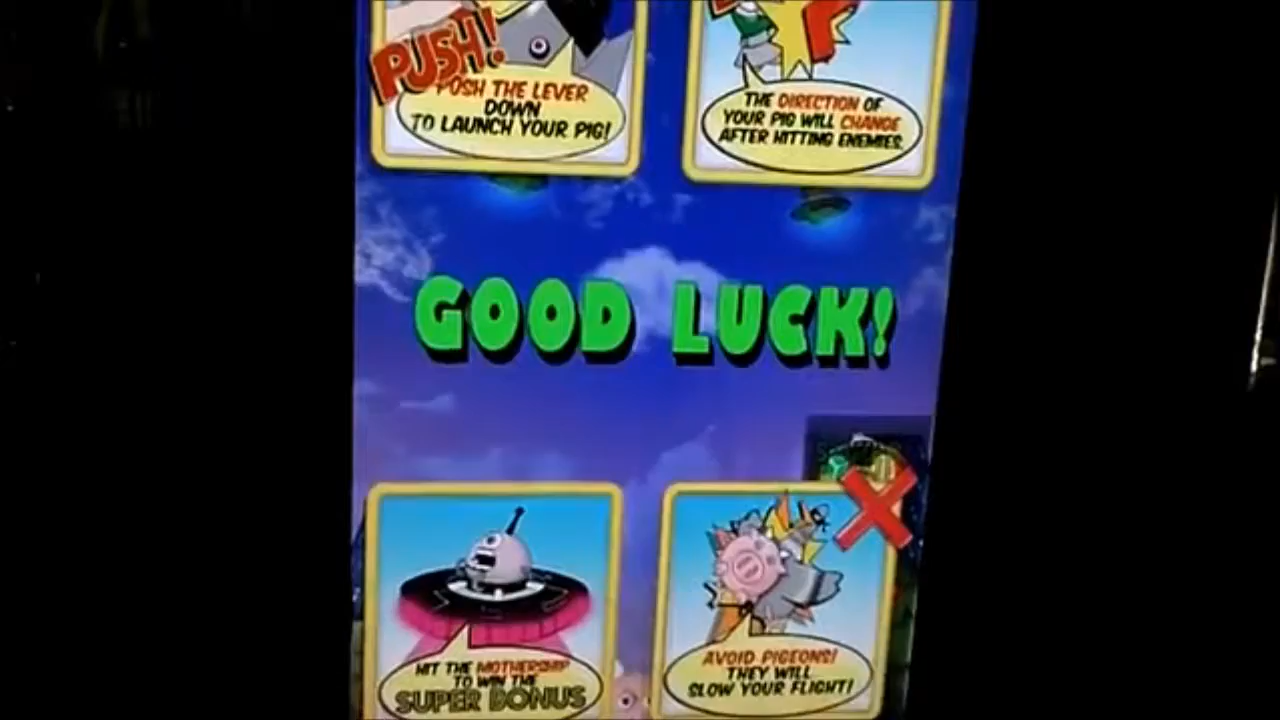 PUSH!
PUSH THE LEVER
DOWN
TO LAUNCH YOUR PIG!
THE DIRECTION OF
YOUR PIG WILL CHANGE
AFTER HITTING ENEMIES.
GOOD LUCK!
HIT THE MOTHERSHIP
TO WIN THE
SUPER BONUS
AVOID PIGEONS!
THEY WILL
SLOW YOUR FLIGHT!